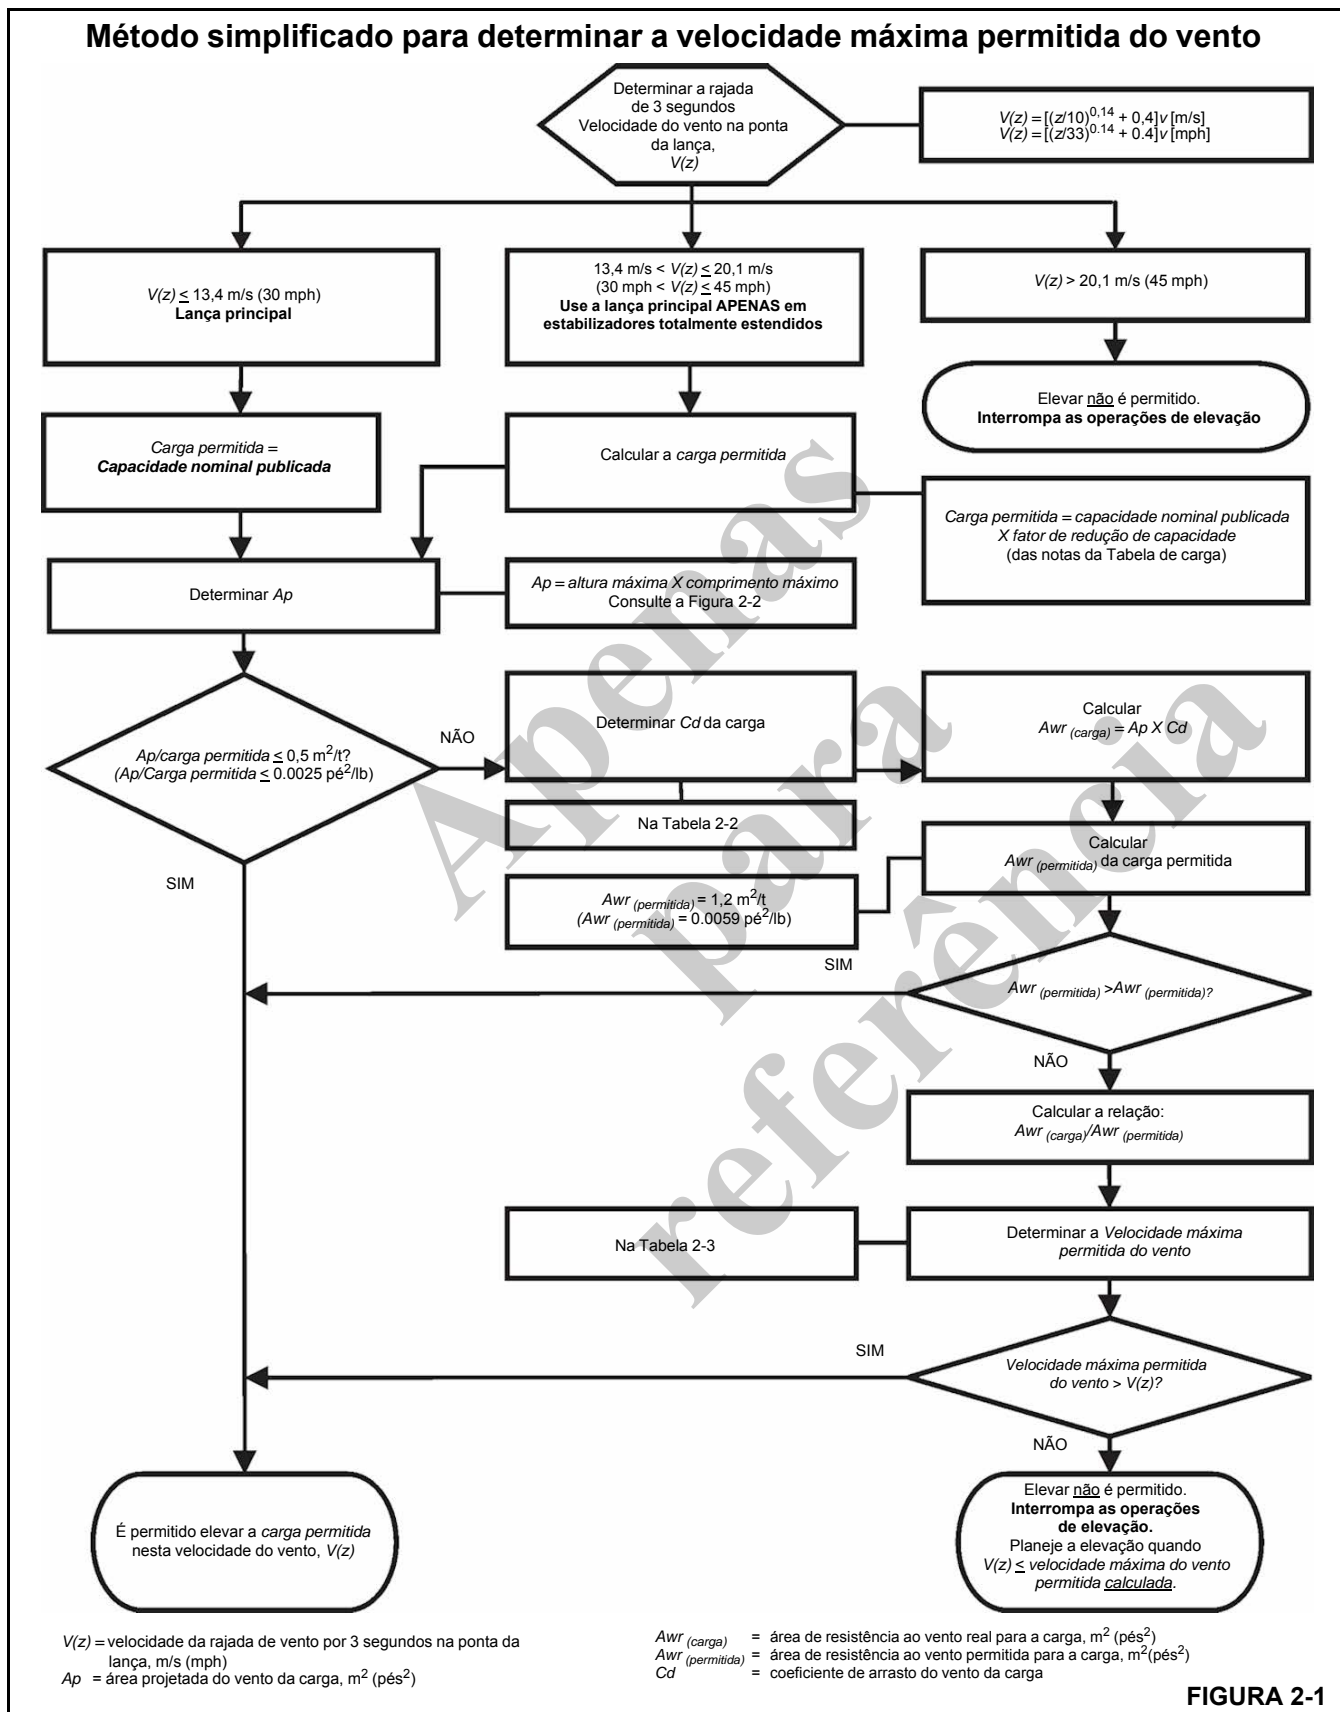 Método simplificado para determinar a velocidade máxima permitida do vento
Determinar a rajada
de 3 segundos
Velocidade do vento na ponta
da lança,
V(z)
V(z) = [(z/10)^0,14 + 0,4]v [m/s]
V(z) = [(z/33)^0.14 + 0.4]v [mph]
V(z) ≤ 13,4 m/s (30 mph)
Lança principal
13,4 m/s < V(z) ≤ 20,1 m/s
(30 mph < V(z) ≤ 45 mph)
Use a lança principal APENAS em
estabilizadores totalmente estendidos
V(z) > 20,1 m/s (45 mph)
Elevar não é permitido.
Interrompa as operações de elevação
Carga permitida =
Capacidade nominal publicada
Calcular a carga permitida
Carga permitida = capacidade nominal publicada
X fator de redução de capacidade
(das notas da Tabela de carga)
Determinar Ap
Ap = altura máxima X comprimento máximo
Consulte a Figura 2-2
Ap/carga permitida ≤ 0,5 m²/t?
(Ap/Carga permitida ≤ 0.0025 pé²/lb)
NÃO
SIM
Determinar Cd da carga
Calcular
Awr (carga) = Ap X Cd
Na Tabela 2-2
Calcular
Awr (permitida) da carga permitida
Awr (permitida) = 1,2 m²/t
(Awr (permitida) = 0.0059 pé²/lb)
SIM
Awr (permitida) >Awr (permitida)?
NÃO
Calcular a relação:
Awr (carga)/Awr (permitida)
Na Tabela 2-3
Determinar a Velocidade máxima
permitida do vento
SIM
Velocidade máxima permitida
do vento > V(z)?
NÃO
É permitido elevar a carga permitida
nesta velocidade do vento, V(z)
Elevar não é permitido.
Interrompa as operações
de elevação.
Planeje a elevação quando
V(z) ≤ velocidade máxima do vento
permitida calculada.
V(z) = velocidade da rajada de vento por 3 segundos na ponta da
lança, m/s (mph)
Ap = área projetada do vento da carga, m² (pés²)
Awr (carga) = área de resistência ao vento real para a carga, m² (pés²)
Awr (permitida) = área de resistência ao vento permitida para a carga, m²(pés²)
Cd = coeficiente de arrasto do vento da carga
FIGURA 2-1
Apenas
para
referência